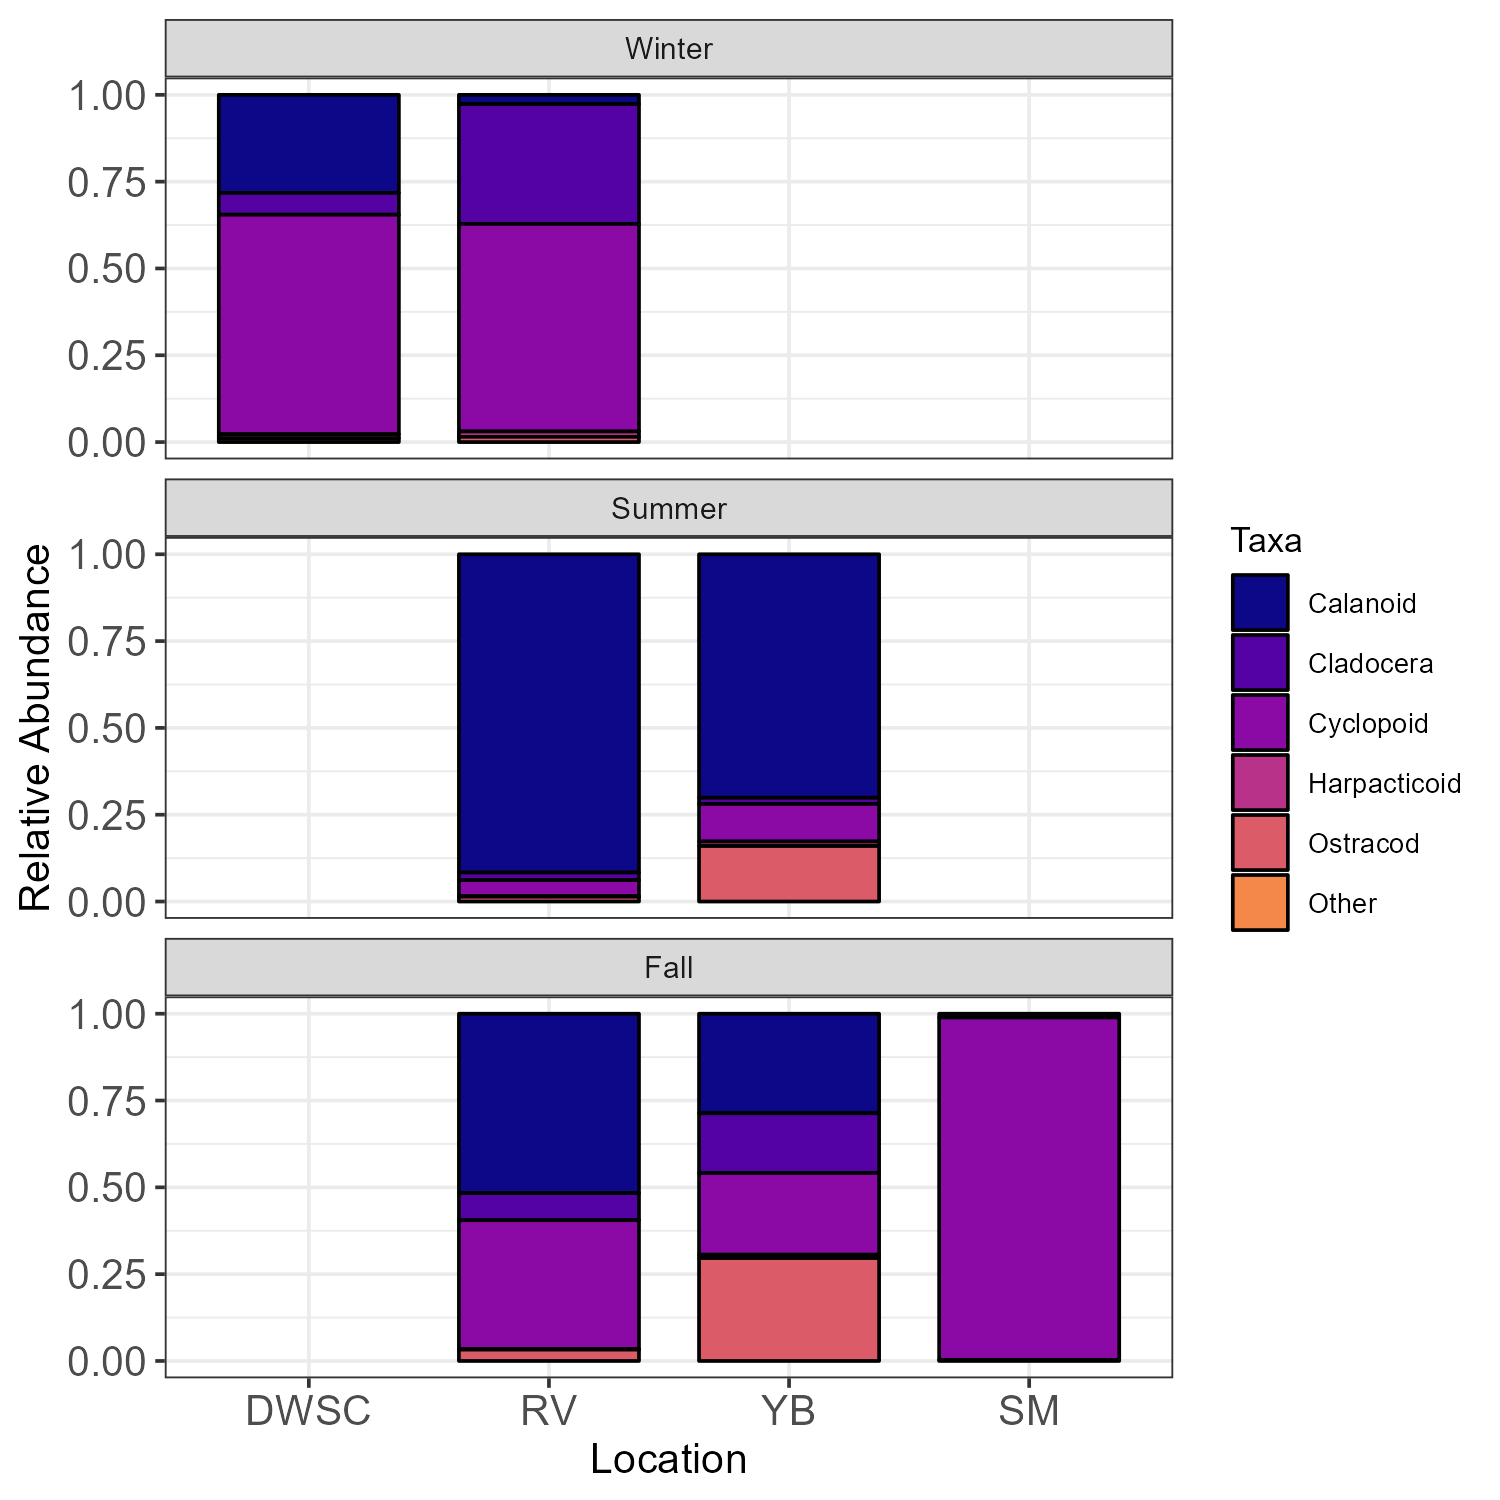 Winter
1.00
0.75
0.50
0.25
0.00
Summer
1.00
0.75
0.50
0.25
0.00
Fall
1.00
0.75
0.50
0.25
0.00
Relative Abundance
DWSC RV YB SM
Location
Taxa
Calanoid
Cladocera
Cyclopoid
Harpacticoid
Ostracod
Other